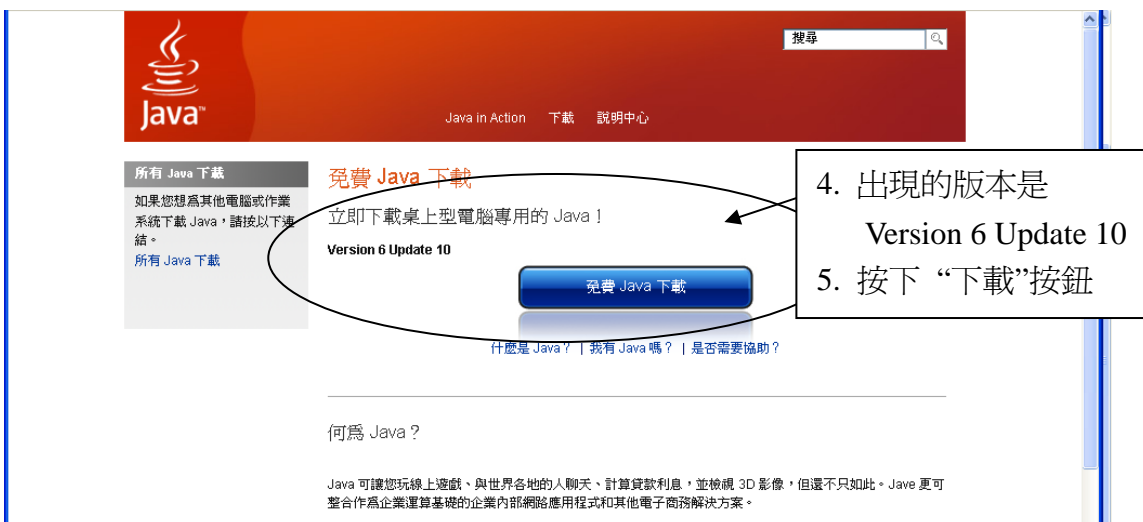 搜尋
Java™
Java in Action 下載 說明中心
所有 Java 下載
如果您想為其他電腦或作業
系統下載 Java，請按以下連
結。
所有 Java 下載
免費 Java 下載
立即下載桌上型電腦專用的 Java！
Version 6 Update 10
免費 Java 下載
什麼是 Java？ | 我有 Java 嗎？ | 是否需要協助？
4. 出現的版本是
Version 6 Update 10
5. 按下 “下載”按鈕
何為 Java？
Java 可讓您玩線上遊戲、與世界各地的人聊天、計算貸款利息，並檢視 3D 影像，但還不只如此。Jave 更可
整合作為企業運算基礎的企業內部網路應用程式和其他電子商務解決方案。